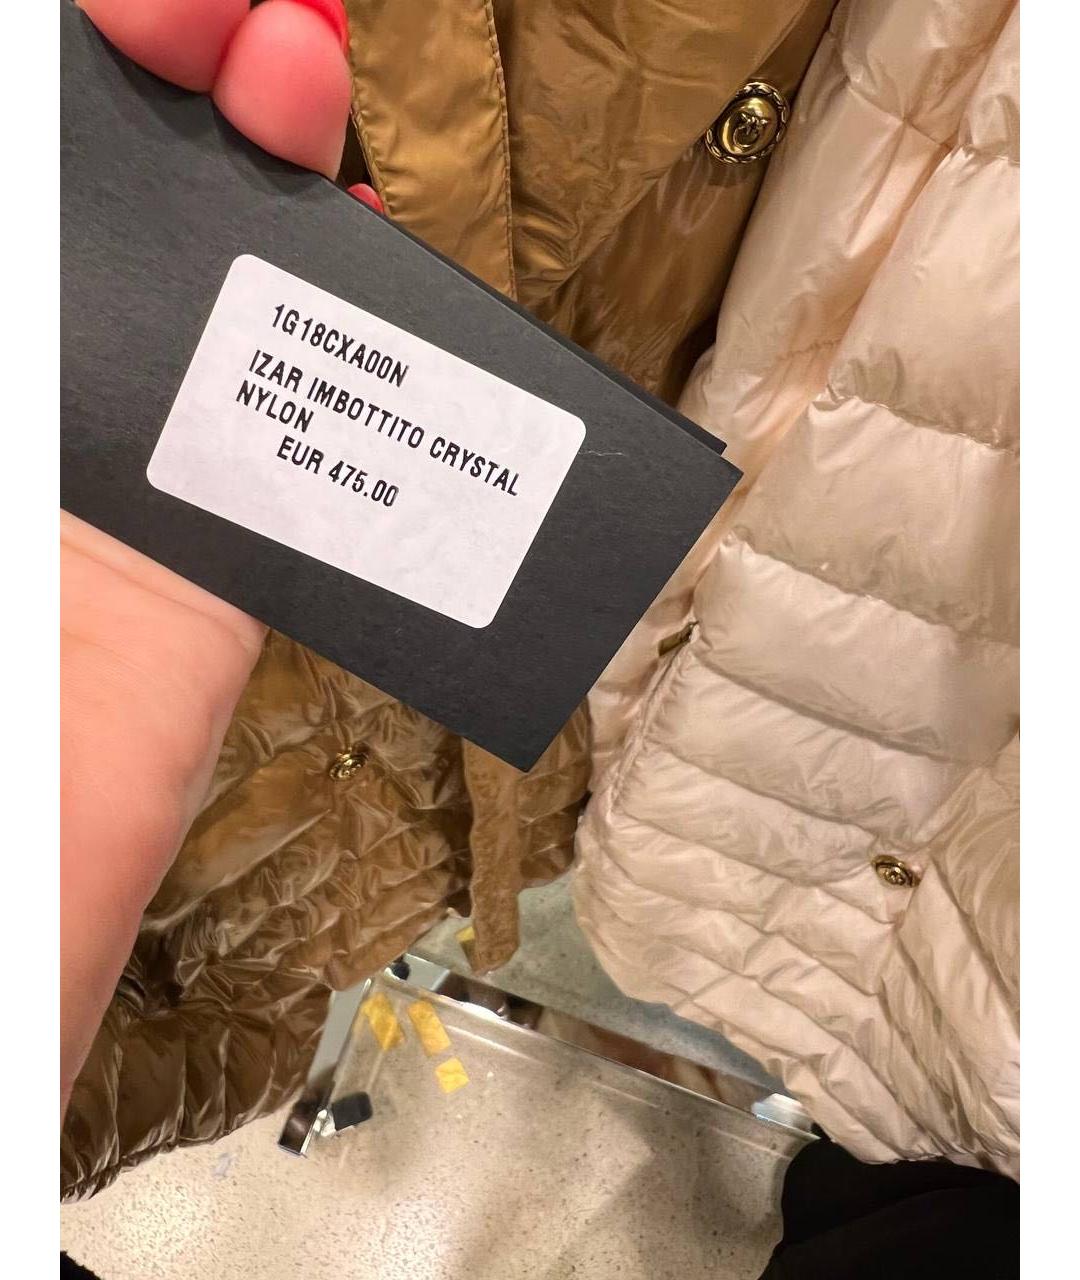 1G18CXA00N
IZAR IMBOTTITO CRYSTAL
NYLON
EUR 475.00